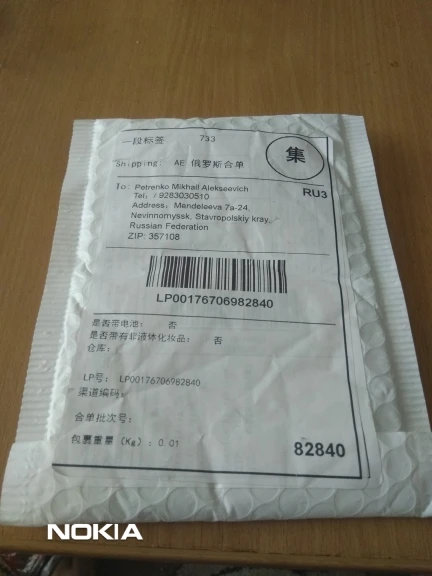 一段标签 733
集
Shipping: AE 俄罗斯合单
RU3
To: Petrenko Mikhail Alekseevich
Tel: /9283030510
Address: Mendeleeva 7a-24,
Nevinnomyssk, Stavropolskiy kray,
Russian Federation
ZIP: 357108
LP00176706982840
是否带电池: 否
是否带有非液体化妆品: 否
仓库:
LP号: LP00176706982840
渠道编码:
合单批次号:
包裹重量 (Kg): 0.01
82840
NOKIA